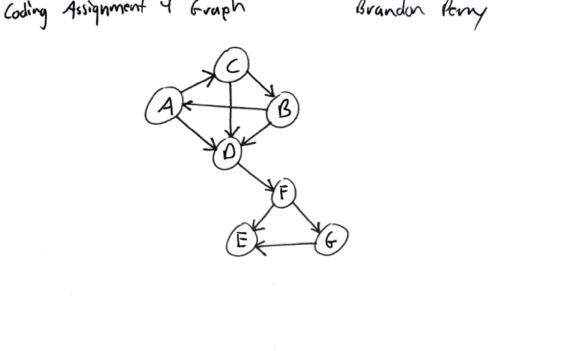 Coding Assignment 4 Graph Brandon Perry
C
A B
D
F
E G